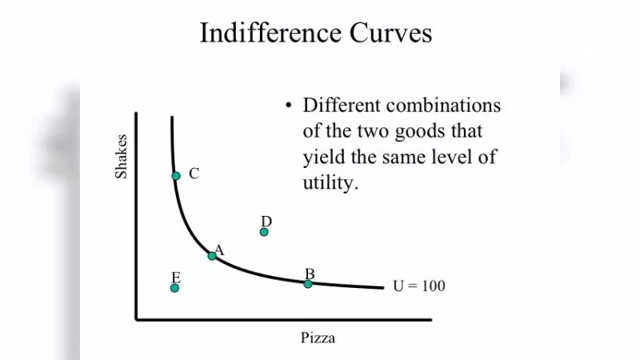 Indifference Curves
• Different combinations
of the two goods that
yield the same level of
utility.
Shakes
C
D
A
E
B
U = 100
Pizza